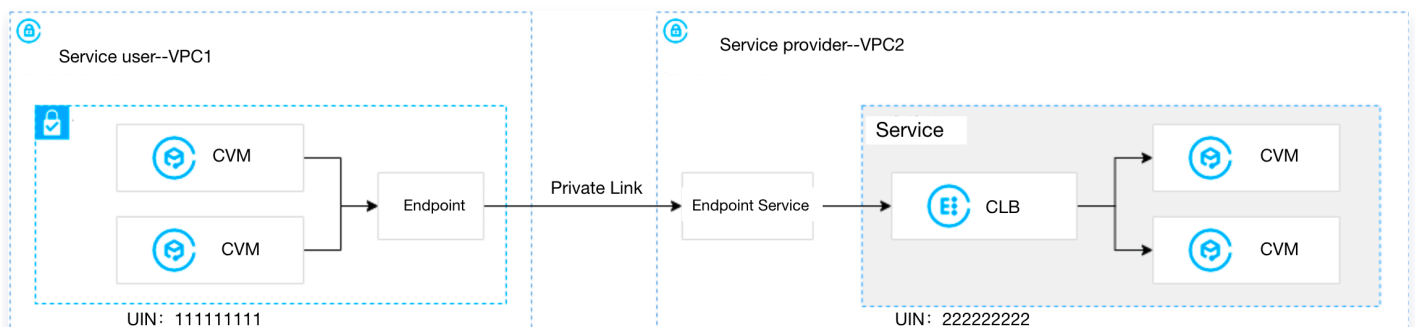 Service user--VPC1
Service provider--VPC2
CVM
CVM
Endpoint
Private Link
Endpoint Service
Service
CLB
CVM
CVM
UIN: 111111111
UIN: 222222222